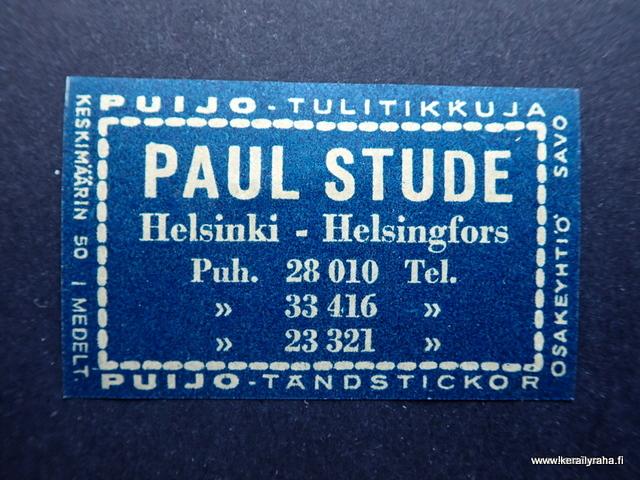 PUIJO-TULITIKKUJA
KESKIMÄÄRIN 50 I MEDELT.
PAUL STUDE
Helsinki - Helsingfors
Puh. 28 010 Tel.
» 33 416 »
» 23 321 »
OSAKEYHTIÖ SAVO
PUIJO-TÄNDSTICKOR
www.kerailyraha.fi